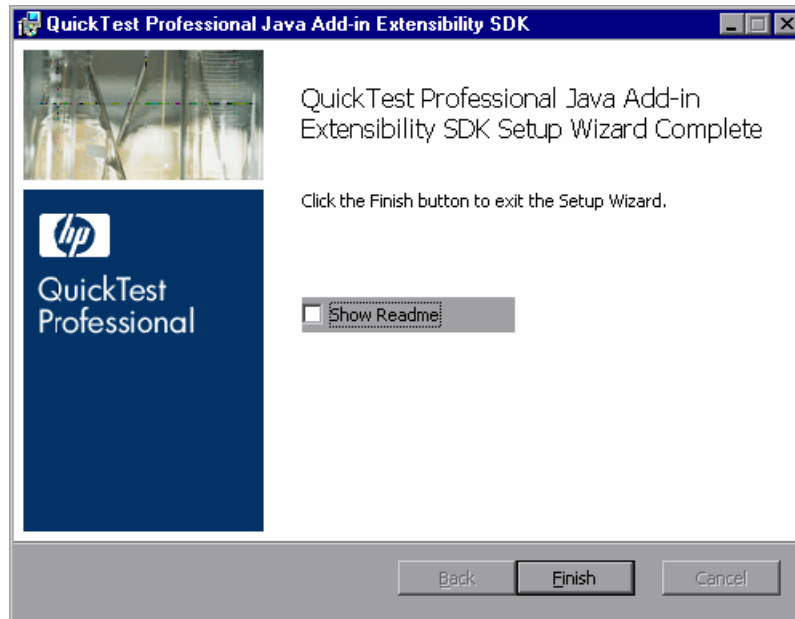 QuickTest Professional Java Add-in Extensibility SDK
QuickTest Professional Java Add-in
Extensibility SDK Setup Wizard Complete
Click the Finish button to exit the Setup Wizard.
hp
QuickTest
Professional
Show Readme
Back
Finish
Cancel